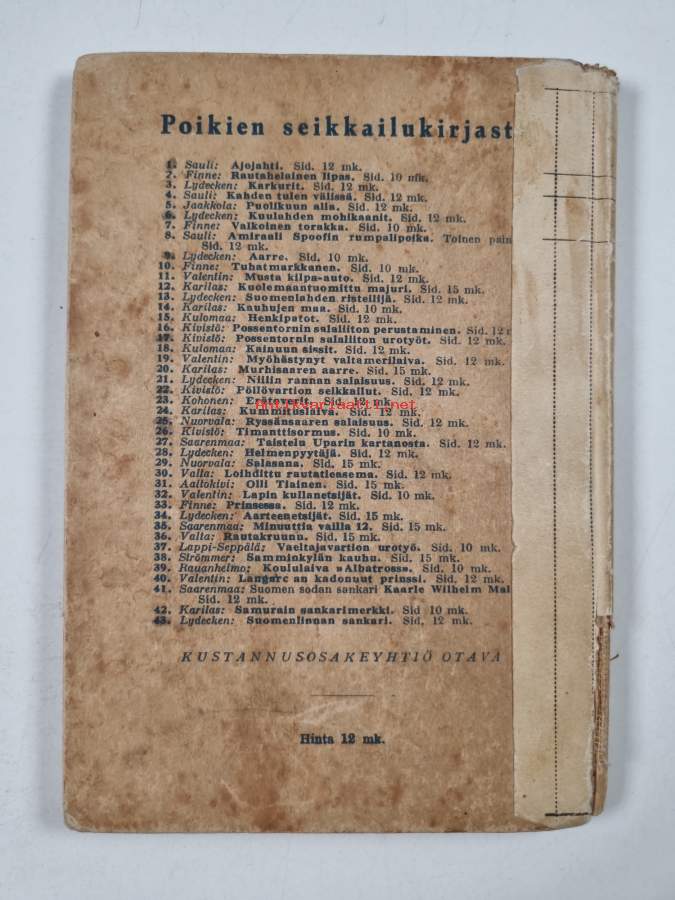 Poikien seikkailukirjast
1. Sauli: Ajojahti. Sid. 12 mk.
2. Finne: Rautahelainen lipas. Sid. 10 mk.
3. Lydecken: Karkurit. Sid. 12 mk.
4. Sauli: Kahden tulen välissä. Sid. 12 mk.
5. Jaakkola: Puolikuun alla. Sid. 12 mk.
6. Lydecken: Kuulahden mohikaanit. Sid. 12 mk.
7. Finne: Valkoinen torakka. Sid. 10 mk.
8. Sauli: Amiraali Spoofin rumpalipoika. Toinen pain
Sid. 12 mk.
9. Lydecken: Aarre. Sid. 10 mk.
10. Finne: Tuhatmarkkanen. Sid. 10 mk.
11. Valentin: Musta kilpa-auto. Sid. 12 mk.
12. Karilas: Kuolemaantuomittu majuri. Sid. 15 mk.
13. Lydecken: Suomenlahden risteilijä. Sid. 12 mk.
14. Karilas: Kauhujen maa. Sid. 10 mk.
15. Kulomaa: Henkipatot. Sid. 12 mk.
16. Kivistö: Possentornin salaliiton perustaminen. Sid. 12 m
17. Kivistö: Possentornin salaliiton urotyöt. Sid. 12 mk.
18. Kulomaa: Kainuun sissit. Sid. 12 mk.
19. Valentin: Myöhästynyt valtamerilaiva. Sid. 12 mk.
20. Karilas: Murhisaaren aarre. Sid. 15 mk.
21. Lydecken: Niilin rannan salaisuus. Sid. 12 mk.
22. Kivistö: Pöllövartion seikkailut. Sid. 12 mk.
23. Kohonen: Erätoverit. Sid. 12 mk.
antikvariaatti.net
24. Karilas: Kummituslaiva. Sid. 12 mk.
25. Nuorvala: Ryssänsaaren salaisuus. Sid. 12 mk.
26. Kivistö: Timanttisormus. Sid. 10 mk.
27. Saarenmaa: Taistelu Uparin kartanosta. Sid. 12 mk.
28. Lydecken: Helmenpyytäjä. Sid. 12 mk.
29. Nuorvala: Salasana. Sid. 15 mk.
30. Valta: Loihdittu rautatieasema. Sid. 12 mk.
31. Aaltokivi: Olli Tiainen. Sid. 15 mk.
32. Valentin: Lapin kullanetsijät. Sid. 10 mk.
33. Finne: Prinsessa. Sid. 12 mk.
34. Lydecken: Aarteenetsijät. Sid. 15 mk.
35. Saarenmaa: Minuuttia vailla 12. Sid. 15 mk.
36. Valta: Rautakruunu. Sid. 15 mk.
37. Lappi-Seppälä: Vaeltajavartion urotyö. Sid. 10 mk.
38. Strömmer: Samminkylän kauhu. Sid. 15 mk.
39. Rauanheimo: Koululaiva »Albatross». Sid. 10 mk.
40. Valentin: Langarc an kadonnut prinssi. Sid. 12 mk.
41. Saarenmaa: Suomen sodan sankari Kaarle Wilhelm Mal
Sid. 12 mk.
42. Karilas: Samurain sankarimerkki. Sid 10 mk.
43. Lydecken: Suomenlinnan sankari. Sid, 12 mk.
KUSTANNUSOSAKEYHTIÖ OTAVA
Hinta 12 mk.